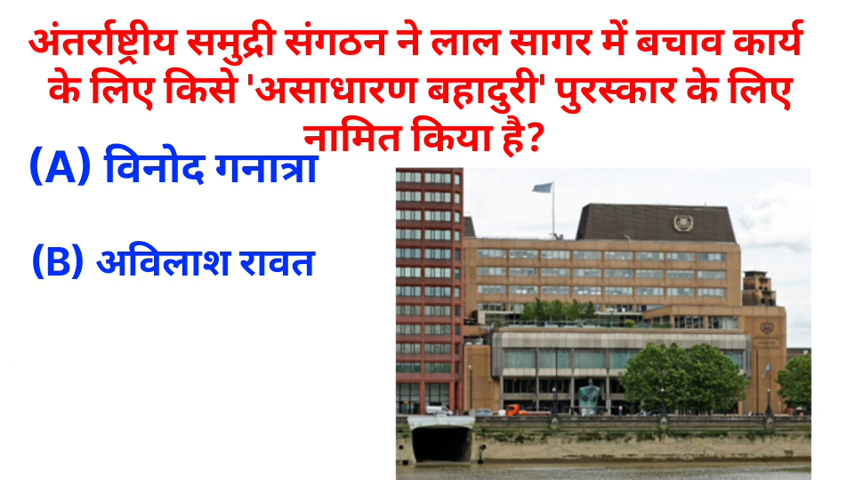 अंतर्राष्ट्रीय समुद्री संगठन ने लाल सागर में बचाव कार्य
के लिए किसे 'असाधारण बहादुरी' पुरस्कार के लिए
नामित किया है?
(A) विनोद गनात्रा
(B) अविलाश रावत